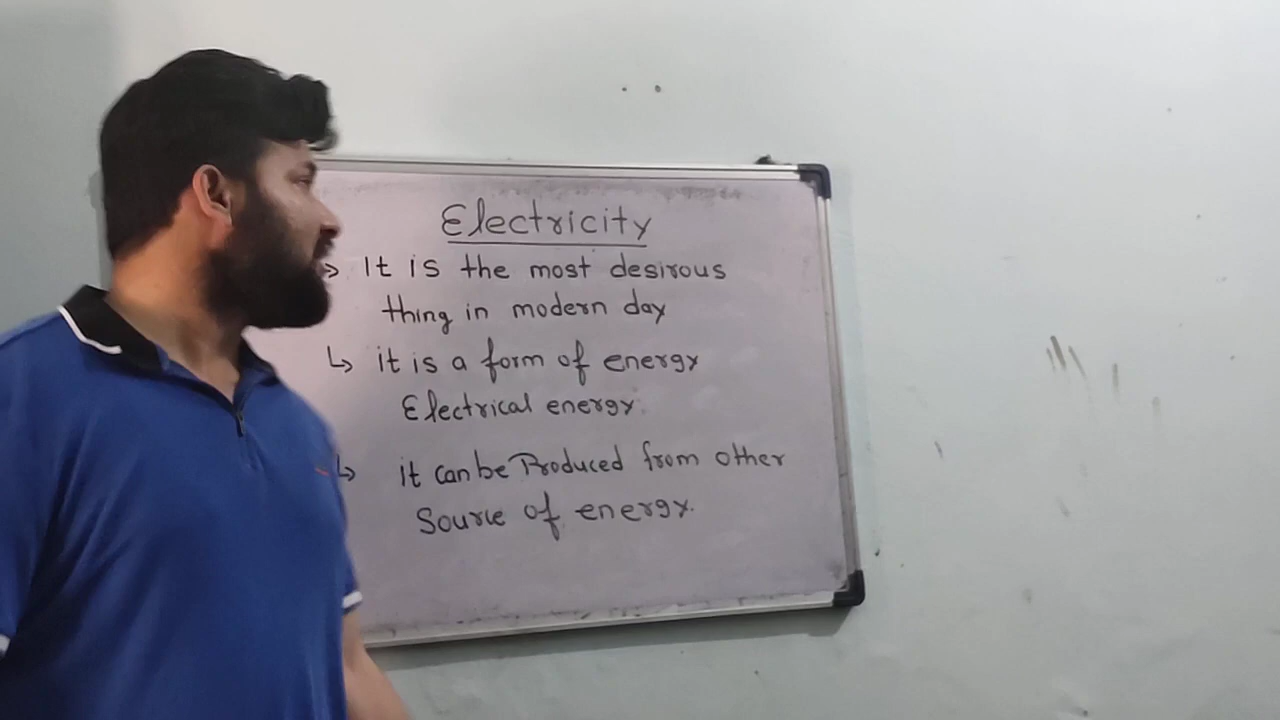 Electricity
↳ It is the most desirous
thing in modern day
↳ it is a form of energy
Electrical energy.
↳ it can be Produced from other
Source of energy.